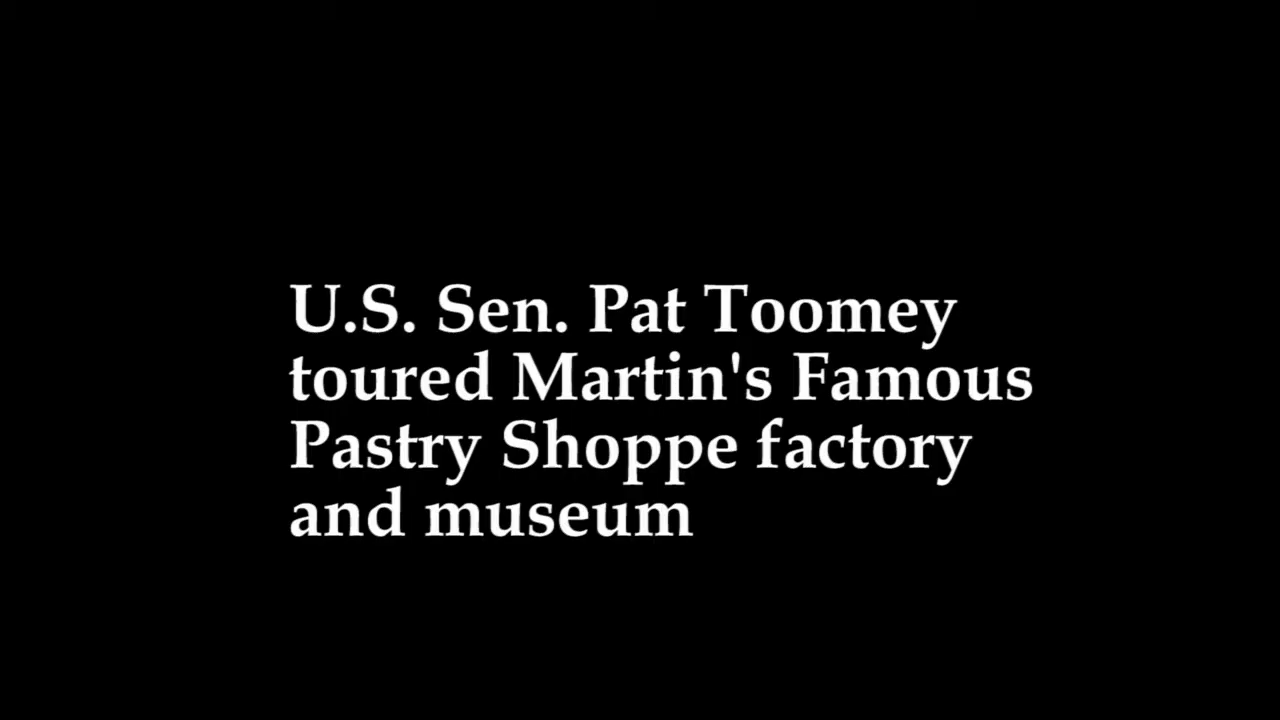 U.S. Sen. Pat Toomey
toured Martin's Famous
Pastry Shoppe factory
and museum